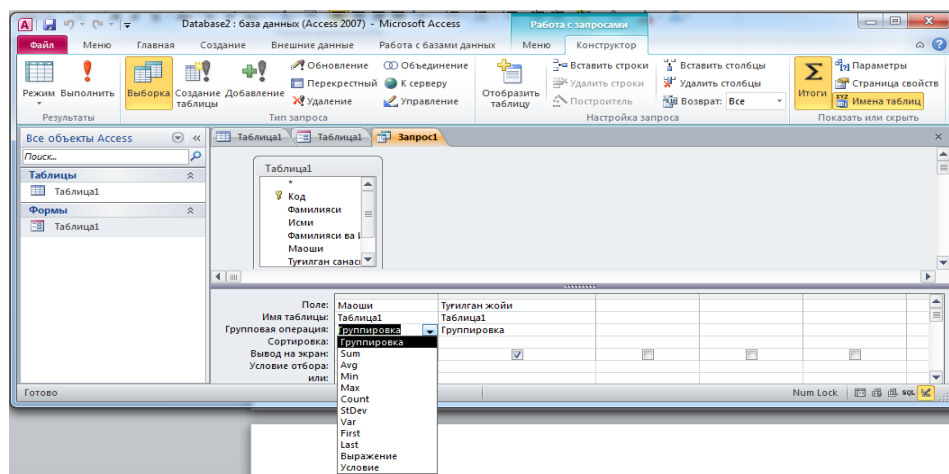 Database2 : база данных (Access 2007) - Microsoft Access
Работа с запросами
Файл Меню Главная Создание Внешние данные Работа с базами данных Меню Конструктор
Режим Выполнить
Результаты
Выборка Создание таблицы Добавление
Обновление
Перекрестный
Удаление
Объединение
К серверу
Управление
Тип запроса
Отобразить таблицу
Вставить строки
Удалить строки
Построитель
Вставить столбцы
Удалить столбцы
Возврат: Все
Настройка запроса
Итоги
Параметры
Страница свойств
Имена таблиц
Показать или скрыть
Все объекты Access
Поиск...
Таблицы
Таблица1
Формы
Таблица1
Таблица1 Таблица1 Запрос1
Таблица1
*
Код
Фамилияси
Исми
Фамилияси ва И
Маоши
Туғилган санаси
Поле: Маоши Туғилган жойи
Имя таблицы: Таблица1 Таблица1
Групповая операция: Группировка Группировка
Сортировка: Группировка
Вывод на экран: Sum
Условие отбора: Avg
или: Min
Max
Count
StDev
Var
First
Last
Выражение
Условие
Готово
Num Lock
SQL